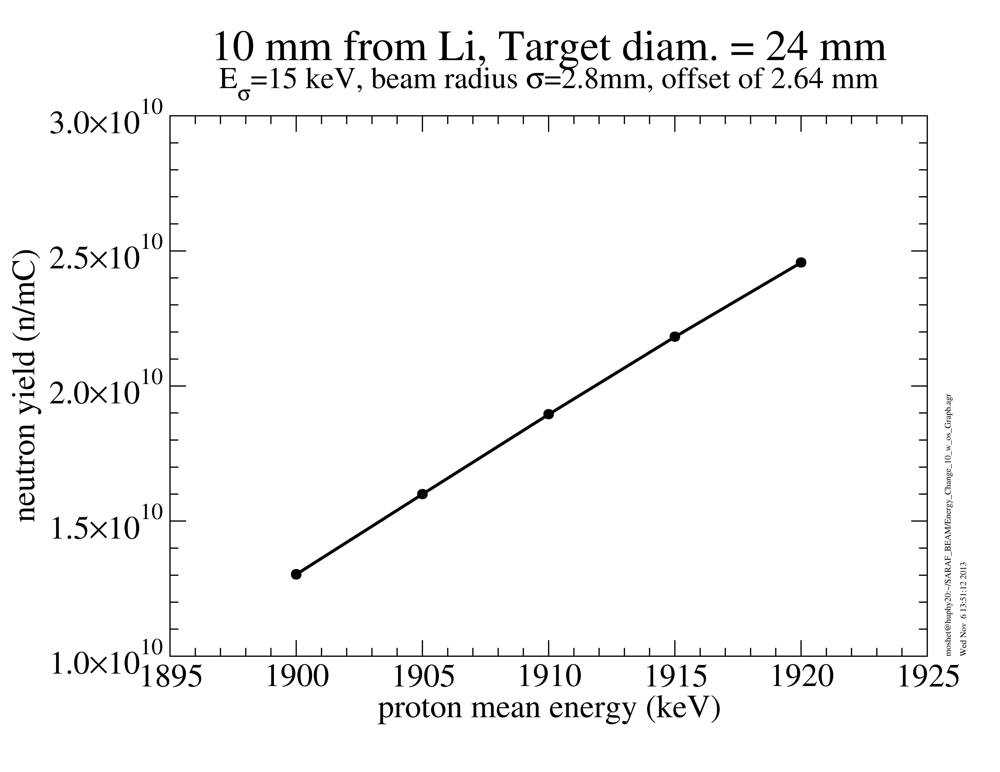 10 mm from Li, Target diam. = 24 mm
Eσ=15 keV, beam radius σ=2.8mm, offset of 2.64 mm
3.0×10^10
2.5×10^10
2.0×10^10
1.5×10^10
1.0×10^10
neutron yield (n/mC)
1895 1900 1905 1910 1915 1920 1925
proton mean energy (keV)
moshet@huphy20:~/SARAF_BEAM/Energy_Change_10_w_os_Graph.agr
Wed Nov 6 13:51:12 2013